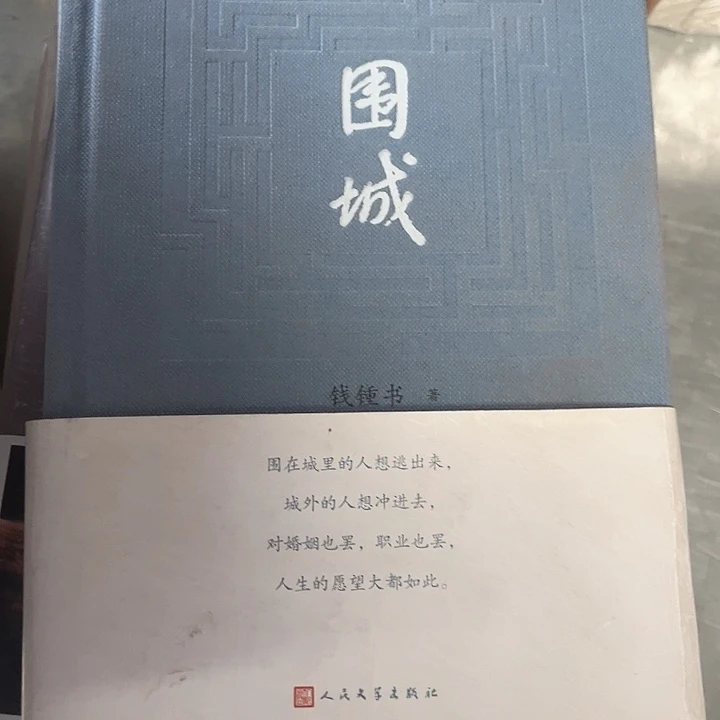 围
城
钱锺书 著
围在城里的人想逃出来，
城外的人想冲进去，
对婚姻也罢，职业也罢，
人生的愿望大都如此。
人民文学出版社